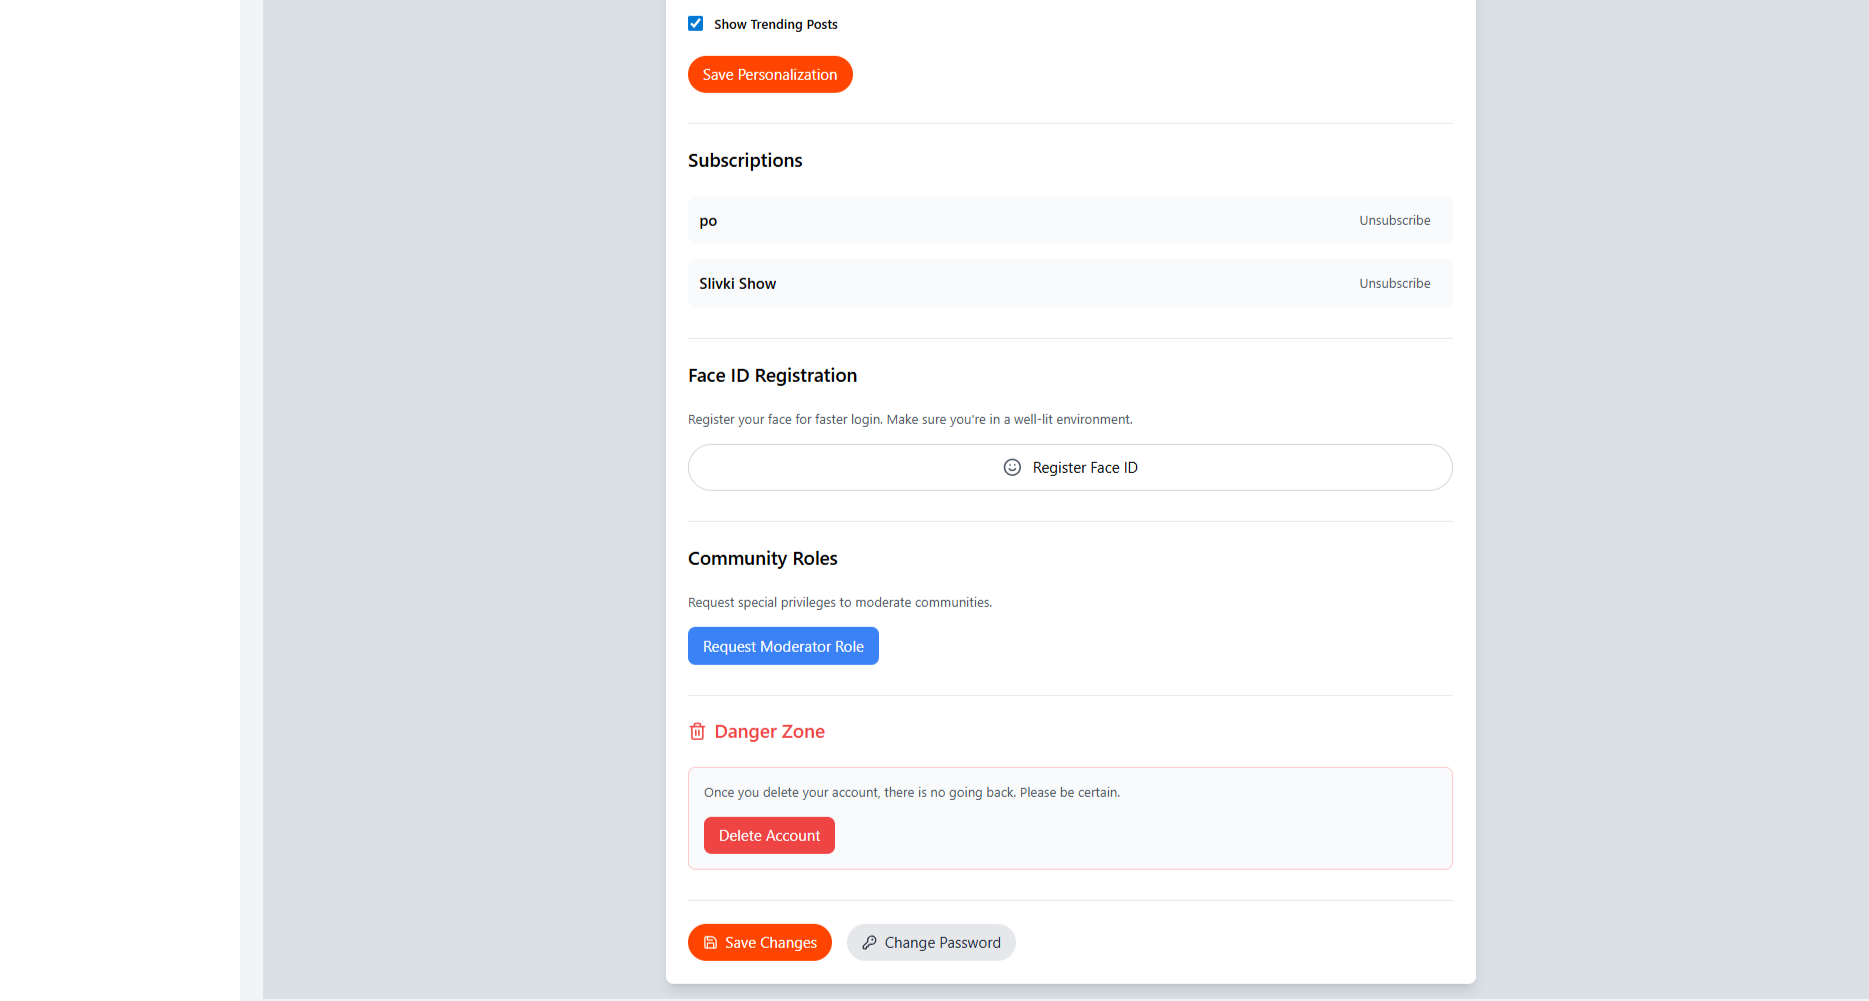 Show Trending Posts
Save Personalization
Subscriptions
po
Unsubscribe
Slivki Show
Unsubscribe
Face ID Registration
Register your face for faster login. Make sure you're in a well-lit environment.
Register Face ID
Community Roles
Request special privileges to moderate communities.
Request Moderator Role
Danger Zone
Once you delete your account, there is no going back. Please be certain.
Delete Account
Save Changes
Change Password